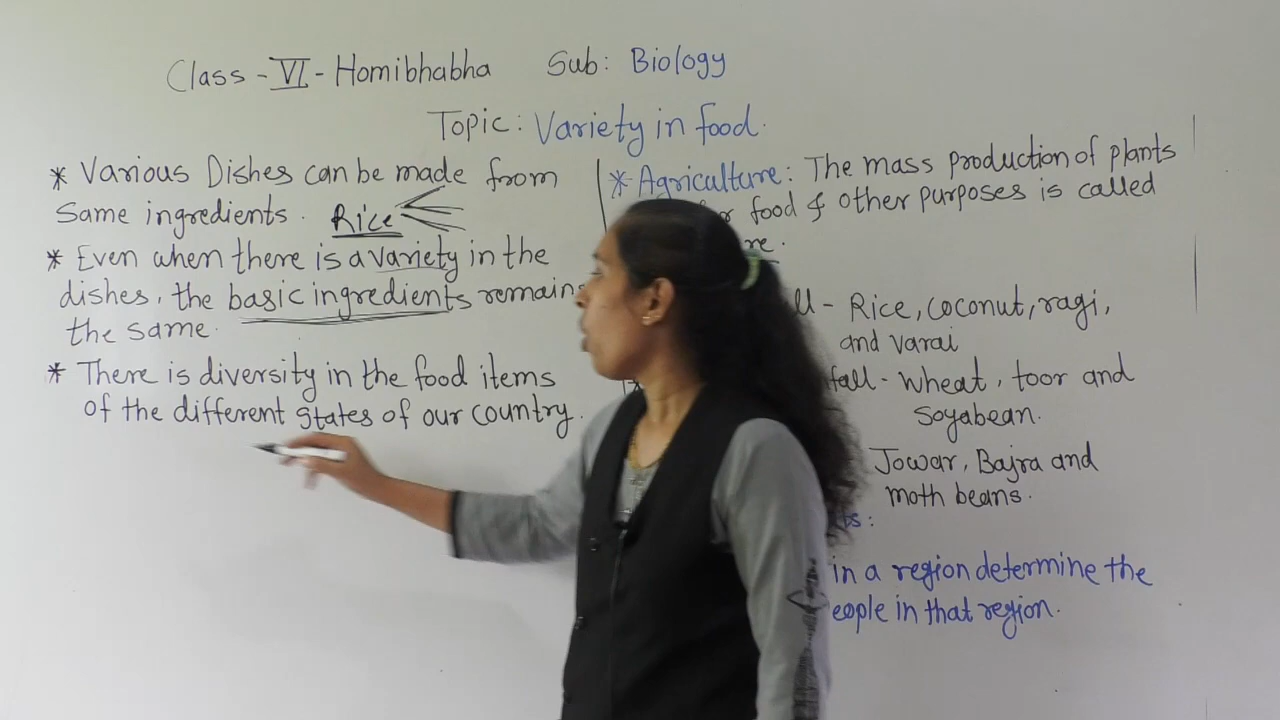 Class - VI - Homibhabha Sub: Biology
Topic: Variety in food.
* Various Dishes can be made from
Same ingredients. Rice
* Even when there is a variety in the
dishes, the basic ingredients remain
the same.
* There is diversity in the food items
of the different states of our country.
* Agriculture: The mass production of plants
food & other purposes is called
- Rice, coconut, ragi,
and varai
fall - wheat, toor and
Soyabean.
Jowar, Bajra and
moth beans.
in a region determine the
eople in that region.